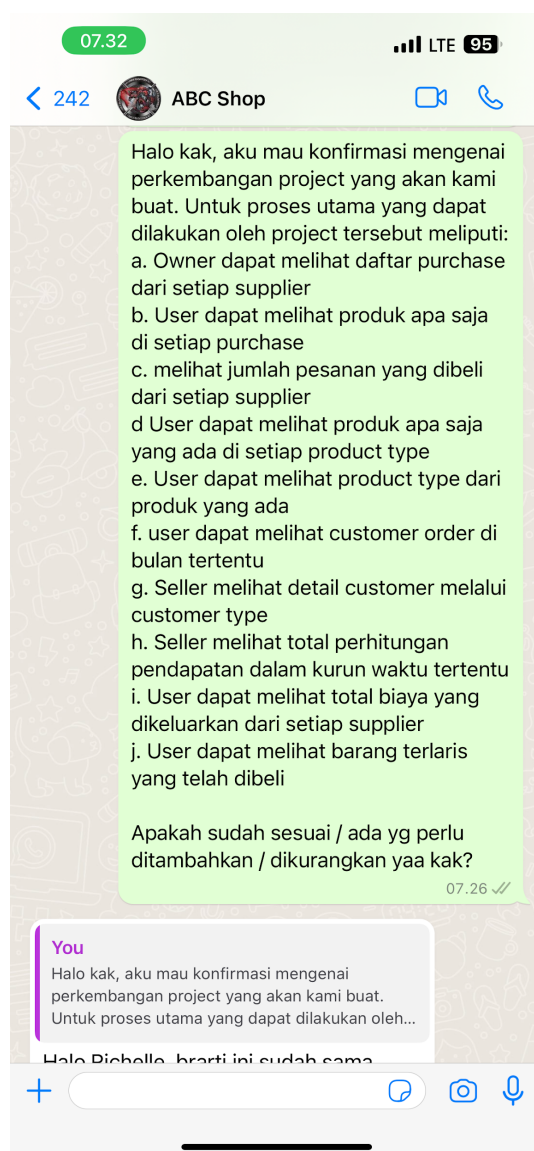 07.32
LTE 95
242
ABC Shop
Halo kak, aku mau konfirmasi mengenai
perkembangan project yang akan kami
buat. Untuk proses utama yang dapat
dilakukan oleh project tersebut meliputi:
a. Owner dapat melihat daftar purchase
dari setiap supplier
b. User dapat melihat produk apa saja
di setiap purchase
c. melihat jumlah pesanan yang dibeli
dari setiap supplier
d User dapat melihat produk apa saja
yang ada di setiap product type
e. User dapat melihat product type dari
produk yang ada
f. user dapat melihat customer order di
bulan tertentu
g. Seller melihat detail customer melalui
customer type
h. Seller melihat total perhitungan
pendapatan dalam kurun waktu tertentu
i. User dapat melihat total biaya yang
dikeluarkan dari setiap supplier
j. User dapat melihat barang terlaris
yang telah dibeli
Apakah sudah sesuai / ada yg perlu
ditambahkan / dikurangkan yaa kak?
07.26
You
Halo kak, aku mau konfirmasi mengenai
perkembangan project yang akan kami buat.
Untuk proses utama yang dapat dilakukan oleh...
Halo Richelle, brarti ini sudah sama